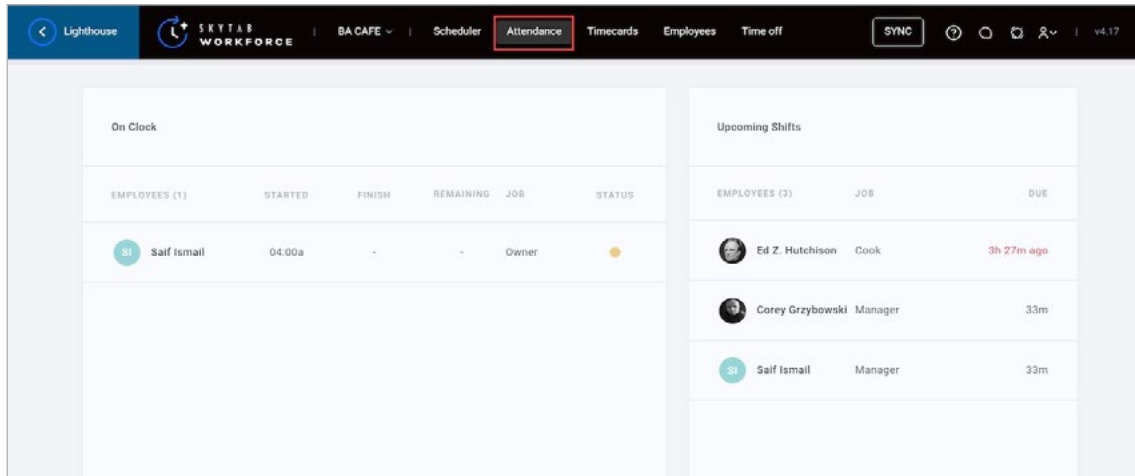 Lighthouse SKYTAB WORKFORCE | BA CAFE | Scheduler Attendance Timecards Employees Time off SYNC | v4.17
On Clock
EMPLOYEES (1) STARTED FINISH REMAINING JOB STATUS
SI Saif Ismail 04:00a - - Owner
Upcoming Shifts
EMPLOYEES (3) JOB DUE
Ed Z. Hutchison Cook 3h 27m ago
Corey Grzybowski Manager 33m
SI Saif Ismail Manager 33m